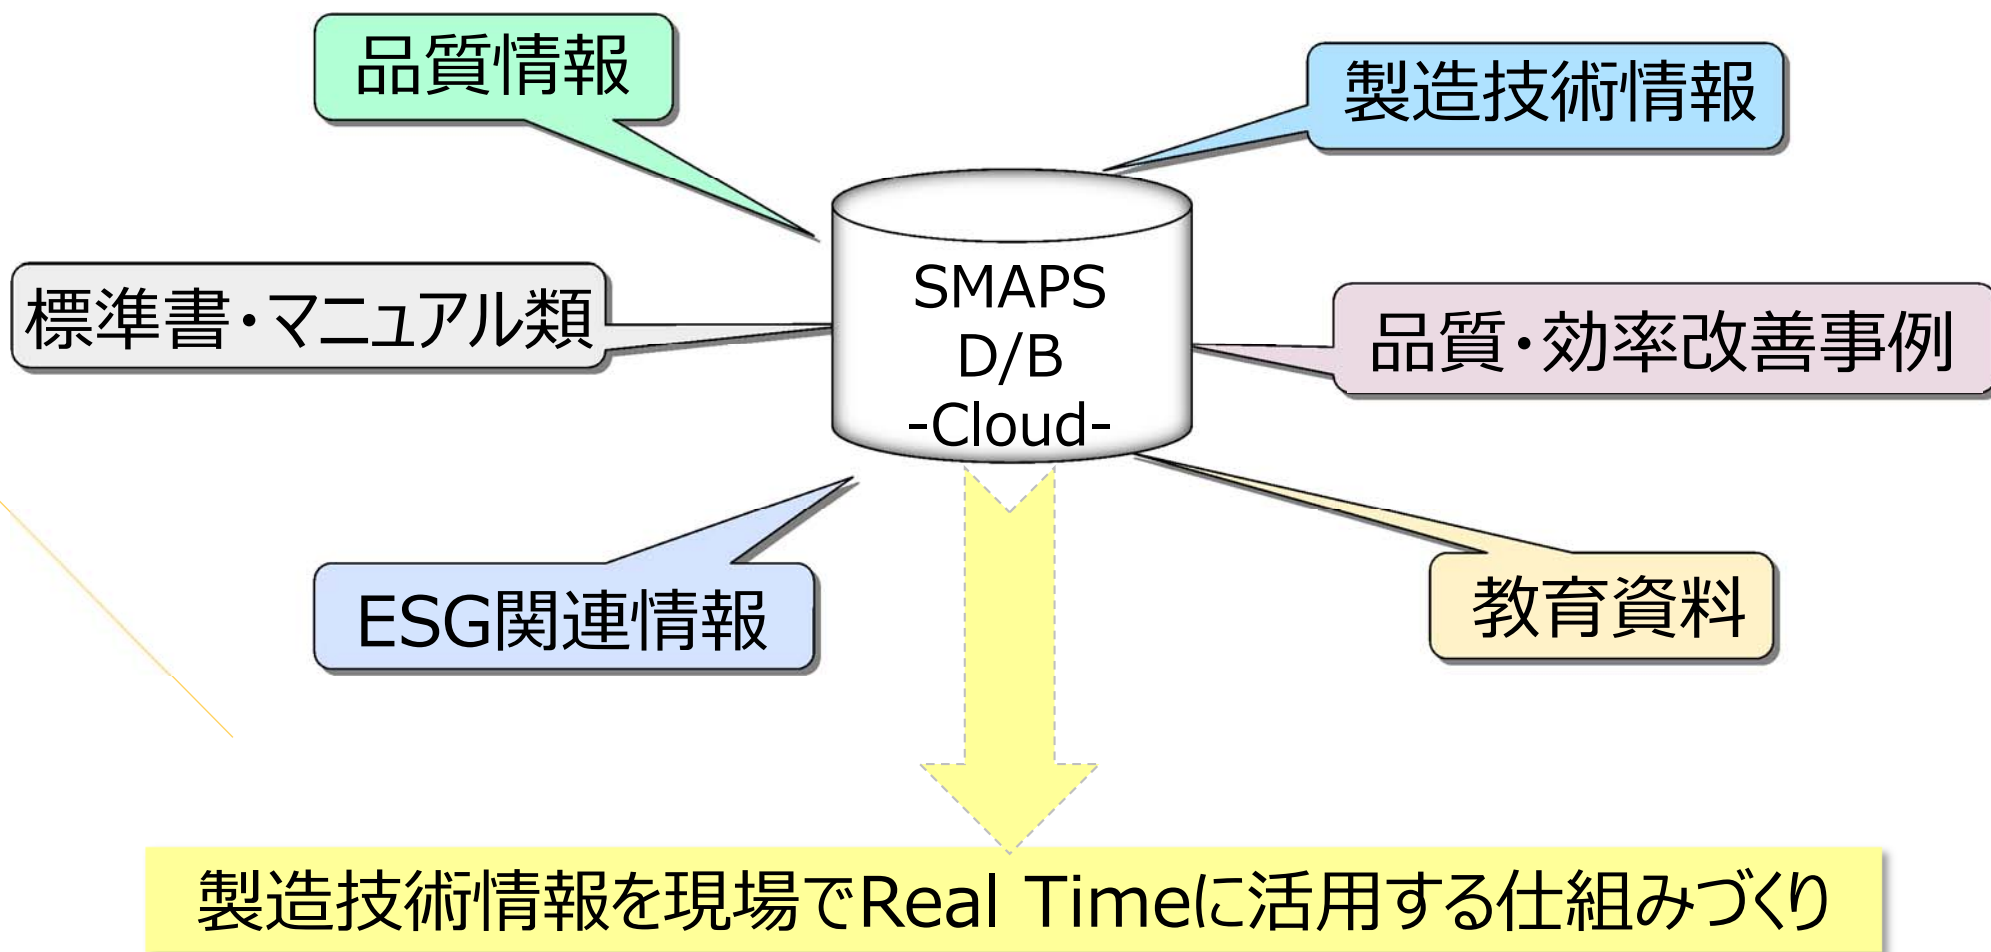 品質情報
製造技術情報
標準書・マニュアル類
SMAPS
D/B
-Cloud-
品質・効率改善事例
ESG関連情報
教育資料
製造技術情報を現場でReal Timeに活用する仕組みづくり